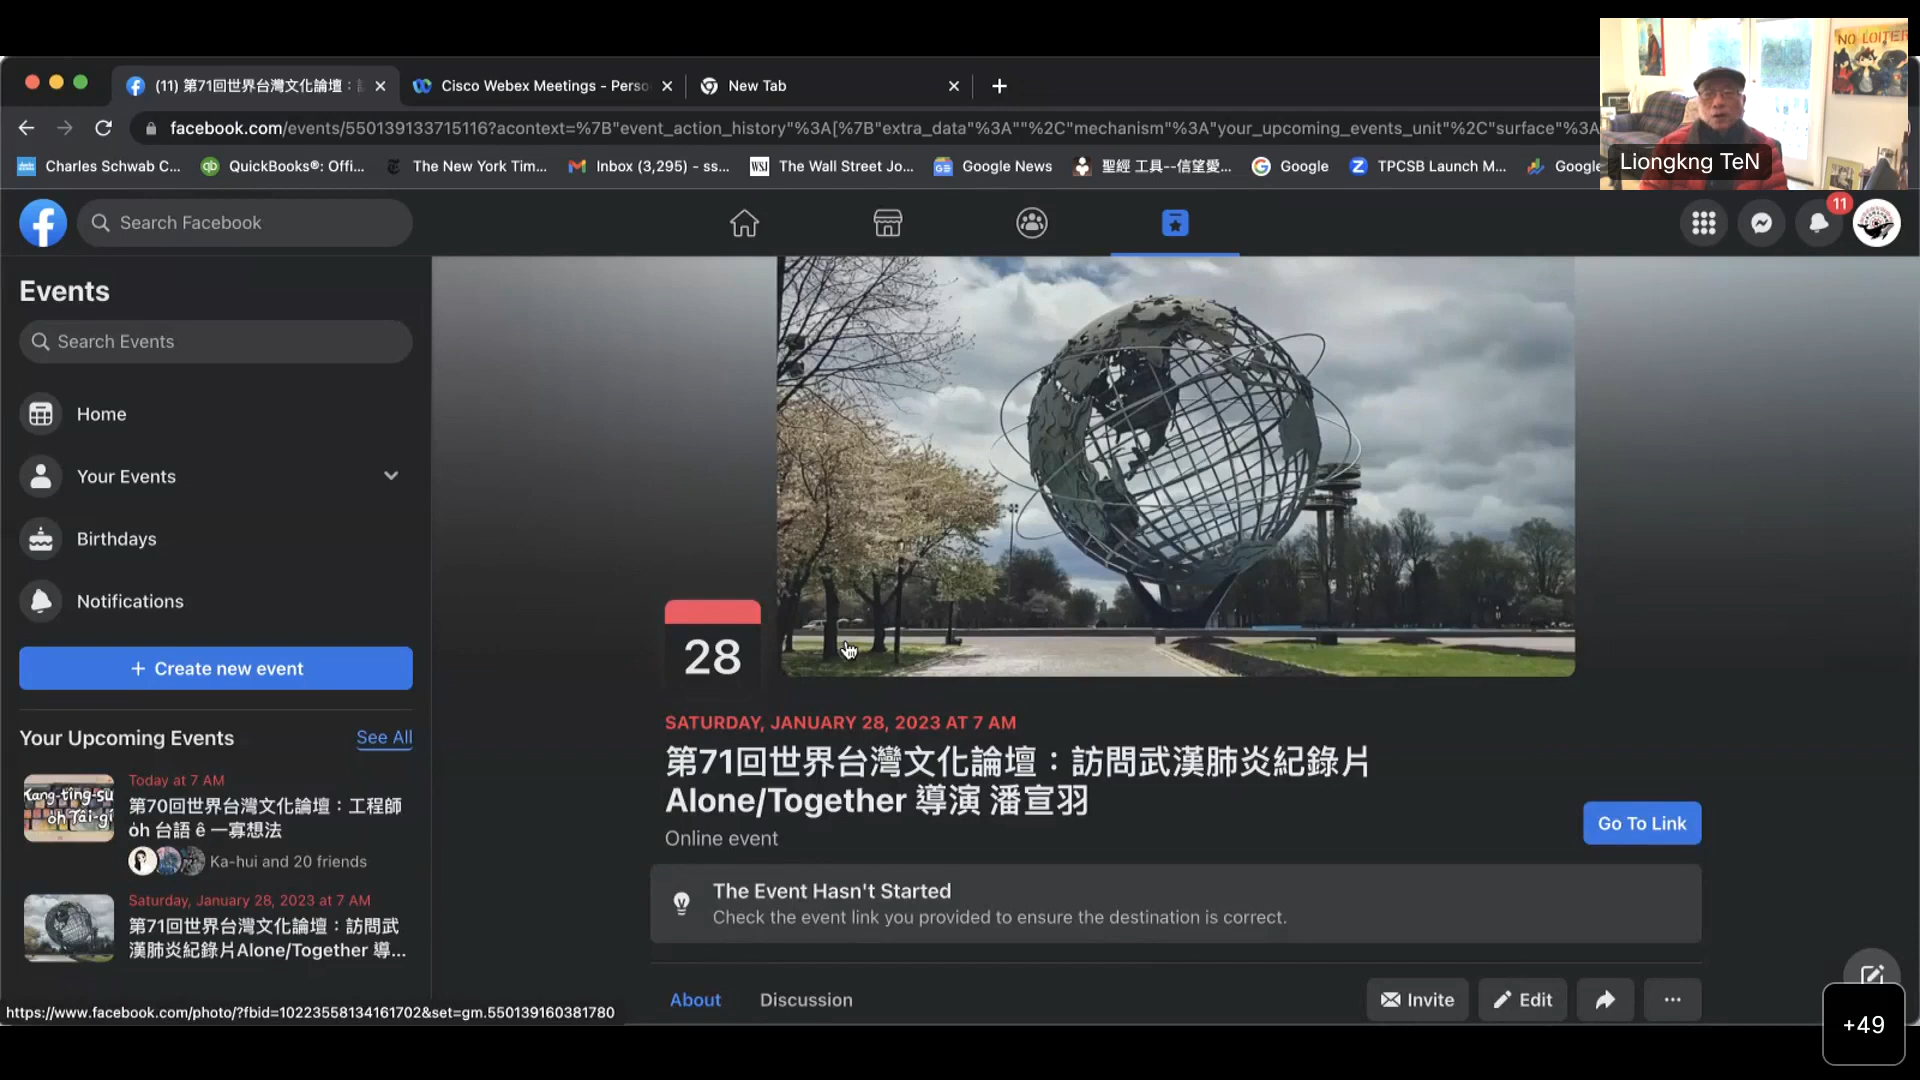 NO LOITER
(11) 第71回世界台灣文化論壇：
Cisco Webex Meetings - Perso
New Tab
facebook.com/events/550139133715116?acontext=%7B"event_action_history"%3A[%7B"extra_data"%3A""%2C"mechanism"%3A"your_upcoming_events_unit"%2C"surface"%3A
Charles Schwab C...
QuickBooks®: Offi...
The New York Tim...
Inbox (3,295) - ss...
WSJ
The Wall Street Jo...
Google News
聖經 工具--信望愛...
Google
TPCSB Launch M...
Google
Liongkng TeN
Search Facebook
11
Events
Search Events
Home
Your Events
Birthdays
Notifications
+ Create new event
Your Upcoming Events
See All
Kang-tîng-su
oh Tâi-gí
Today at 7 AM
第70回世界台灣文化論壇：工程師
o̍h 台語 ê 一寡想法
Ka-hui and 20 friends
Saturday, January 28, 2023 at 7 AM
第71回世界台灣文化論壇：訪問武
漢肺炎紀錄片Alone/Together 導...
28
SATURDAY, JANUARY 28, 2023 AT 7 AM
第71回世界台灣文化論壇：訪問武漢肺炎紀錄片
Alone/Together 導演 潘宣羽
Online event
Go To Link
The Event Hasn't Started
Check the event link you provided to ensure the destination is correct.
About
Discussion
Invite
Edit
https://www.facebook.com/photo/?fbid=10223558134161702&set=gm.550139160381780
+49